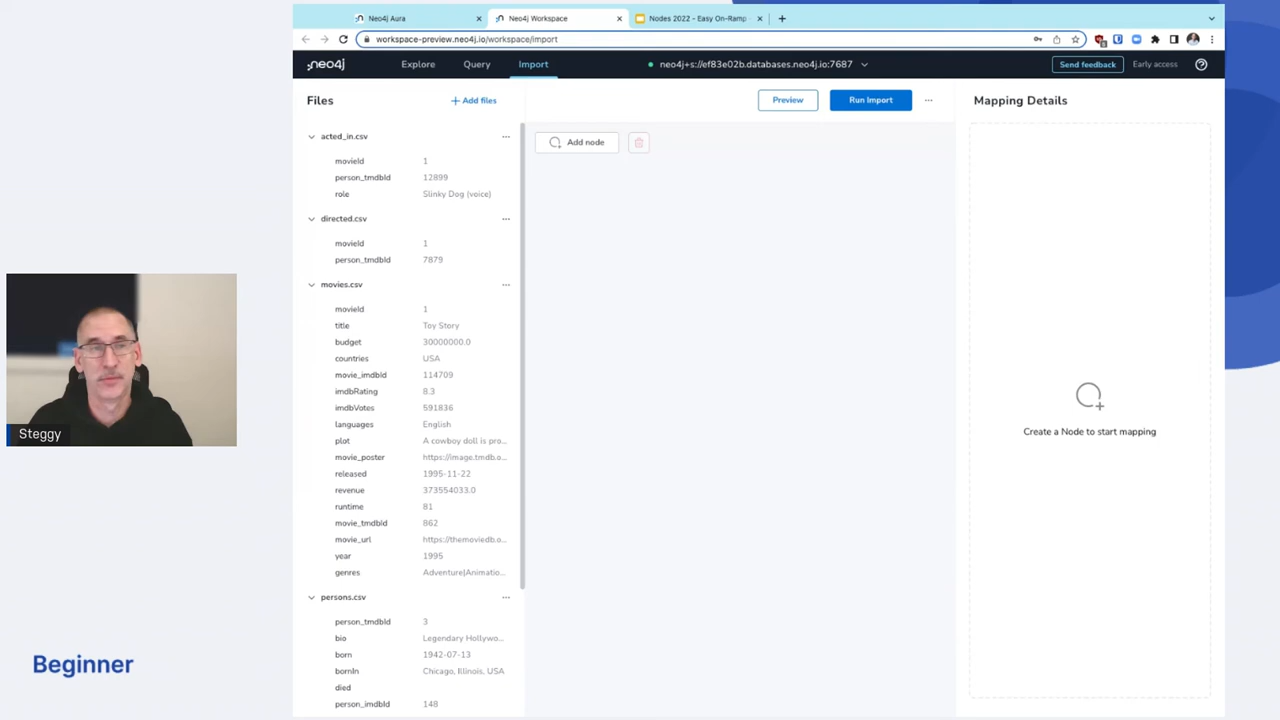 Neo4j Aura
Neo4j Workspace
Nodes 2022 - Easy On-Ramp
workspace-preview.neo4j.io/workspace/import
neo4j
Explore
Query
Import
neo4j+s://ef83e02b.databases.neo4j.io:7687
Send feedback
Early access
Files
Add files
Preview
Run Import
Mapping Details
Add node
acted_in.csv
movieId 1
person_tmdbId 12899
role Slinky Dog (voice)
directed.csv
movieId 1
person_tmdbId 7879
movies.csv
movieId 1
title Toy Story
budget 30000000.0
countries USA
movie_imdbId 114709
imdbRating 8.3
imdbVotes 591836
languages English
plot A cowboy doll is pro...
movie_poster https://image.tmdb.o...
released 1995-11-22
revenue 373554033.0
runtime 81
movie_tmdbId 862
movie_url https://themoviedb.o...
year 1995
genres Adventure|Animatio...
persons.csv
person_tmdbId 3
bio Legendary Hollywo...
born 1942-07-13
bornIn Chicago, Illinois, USA
died
person_imdbId 148
Create a Node to start mapping
Steggy
Beginner